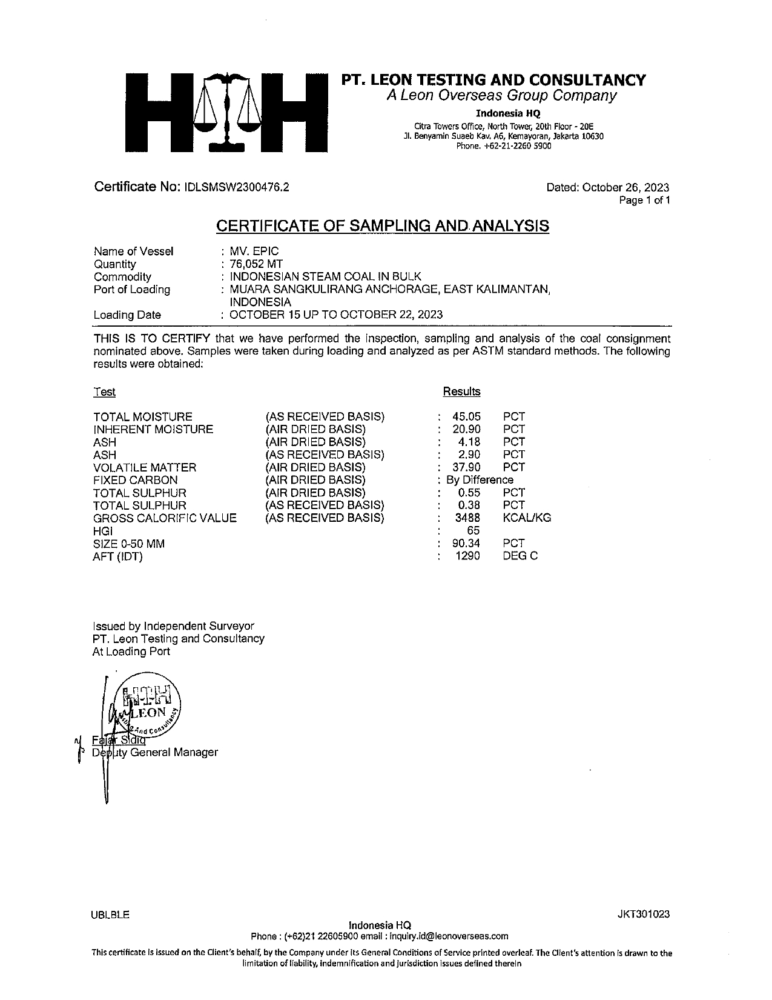 PT. LEON TESTING AND CONSULTANCY
A Leon Overseas Group Company
Indonesia HQ
Citra Towers Office, North Tower, 20th Floor - 20E
Jl. Benyamin Suaeb Kav. A6, Kemayoran, Jakarta 10630
Phone. +62-21-2260 5900
Certificate No: IDLSMSW2300476.2 Dated: October 26, 2023
Page 1 of 1
CERTIFICATE OF SAMPLING AND ANALYSIS
Name of Vessel : MV. EPIC
Quantity : 76,052 MT
Commodity : INDONESIAN STEAM COAL IN BULK
Port of Loading : MUARA SANGKULIRANG ANCHORAGE, EAST KALIMANTAN,
INDONESIA
Loading Date : OCTOBER 15 UP TO OCTOBER 22, 2023
THIS IS TO CERTIFY that we have performed the inspection, sampling and analysis of the coal consignment
nominated above. Samples were taken during loading and analyzed as per ASTM standard methods. The following
results were obtained:
Test Results
TOTAL MOISTURE (AS RECEIVED BASIS) : 45.05 PCT
INHERENT MOISTURE (AIR DRIED BASIS) : 20.90 PCT
ASH (AIR DRIED BASIS) : 4.18 PCT
ASH (AS RECEIVED BASIS) : 2.90 PCT
VOLATILE MATTER (AIR DRIED BASIS) : 37.90 PCT
FIXED CARBON (AIR DRIED BASIS) : By Difference
TOTAL SULPHUR (AIR DRIED BASIS) : 0.55 PCT
TOTAL SULPHUR (AS RECEIVED BASIS) : 0.38 PCT
GROSS CALORIFIC VALUE (AS RECEIVED BASIS) : 3488 KCAL/KG
HGI : 65
SIZE 0-50 MM : 90.34 PCT
AFT (IDT) : 1290 DEG C
Issued by Independent Surveyor
PT. Leon Testing and Consultancy
At Loading Port
LEON
And Consultancy
Fajar Sidiq
Deputy General Manager
UBLBLE JKT301023
Indonesia HQ
Phone : (+62)21 22605900 email : inquiry.id@leonoverseas.com
This certificate is issued on the Client's behalf, by the Company under its General Conditions of Service printed overleaf. The Client's attention is drawn to the
limitation of liability, indemnification and jurisdiction issues defined therein